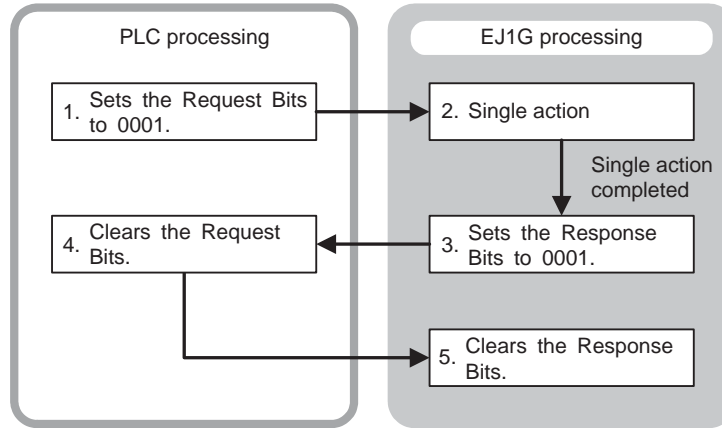 PLC processing
EJ1G processing
1. Sets the Request Bits
to 0001.
2. Single action
Single action
completed
3. Sets the Response
Bits to 0001.
4. Clears the Request
Bits.
5. Clears the Response
Bits.